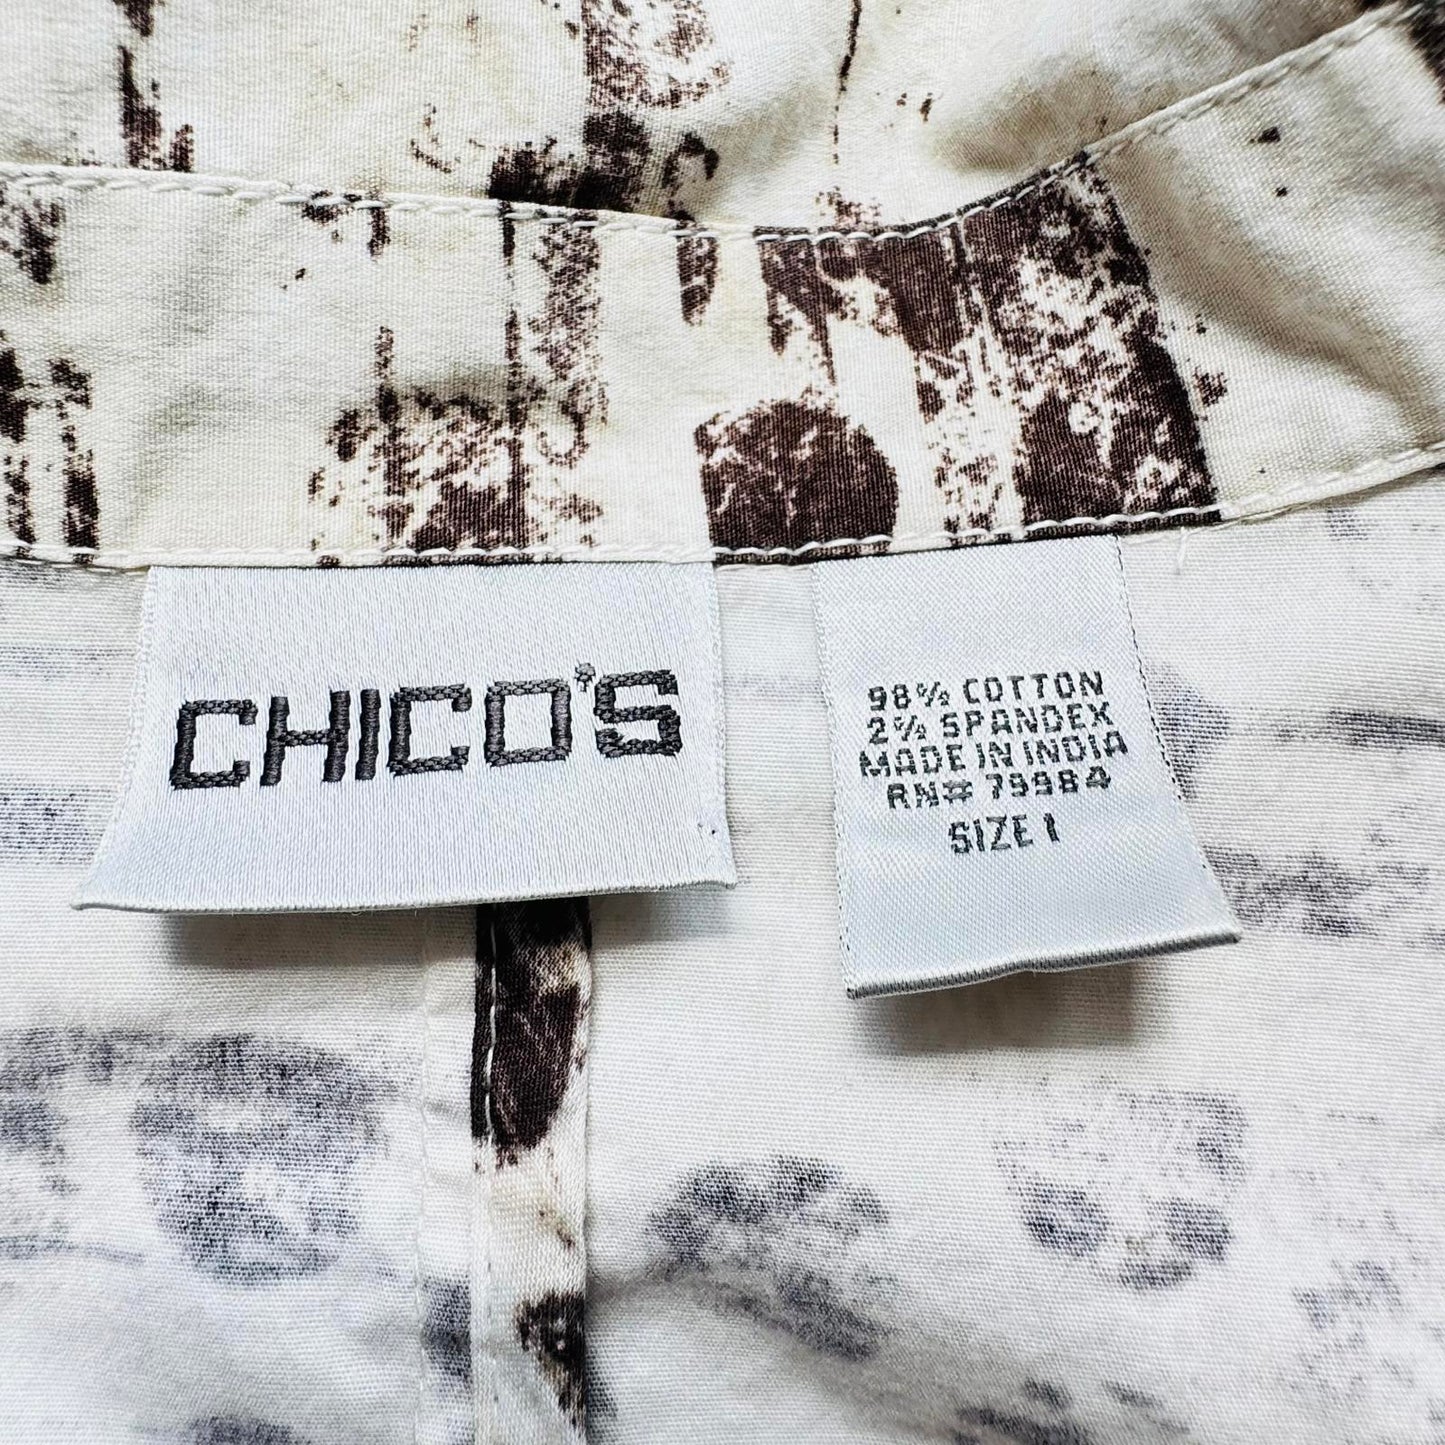 CHICO'S
98% COTTON
2% SPANDEX
MADE IN INDIA
RN# 79984
SIZE 1